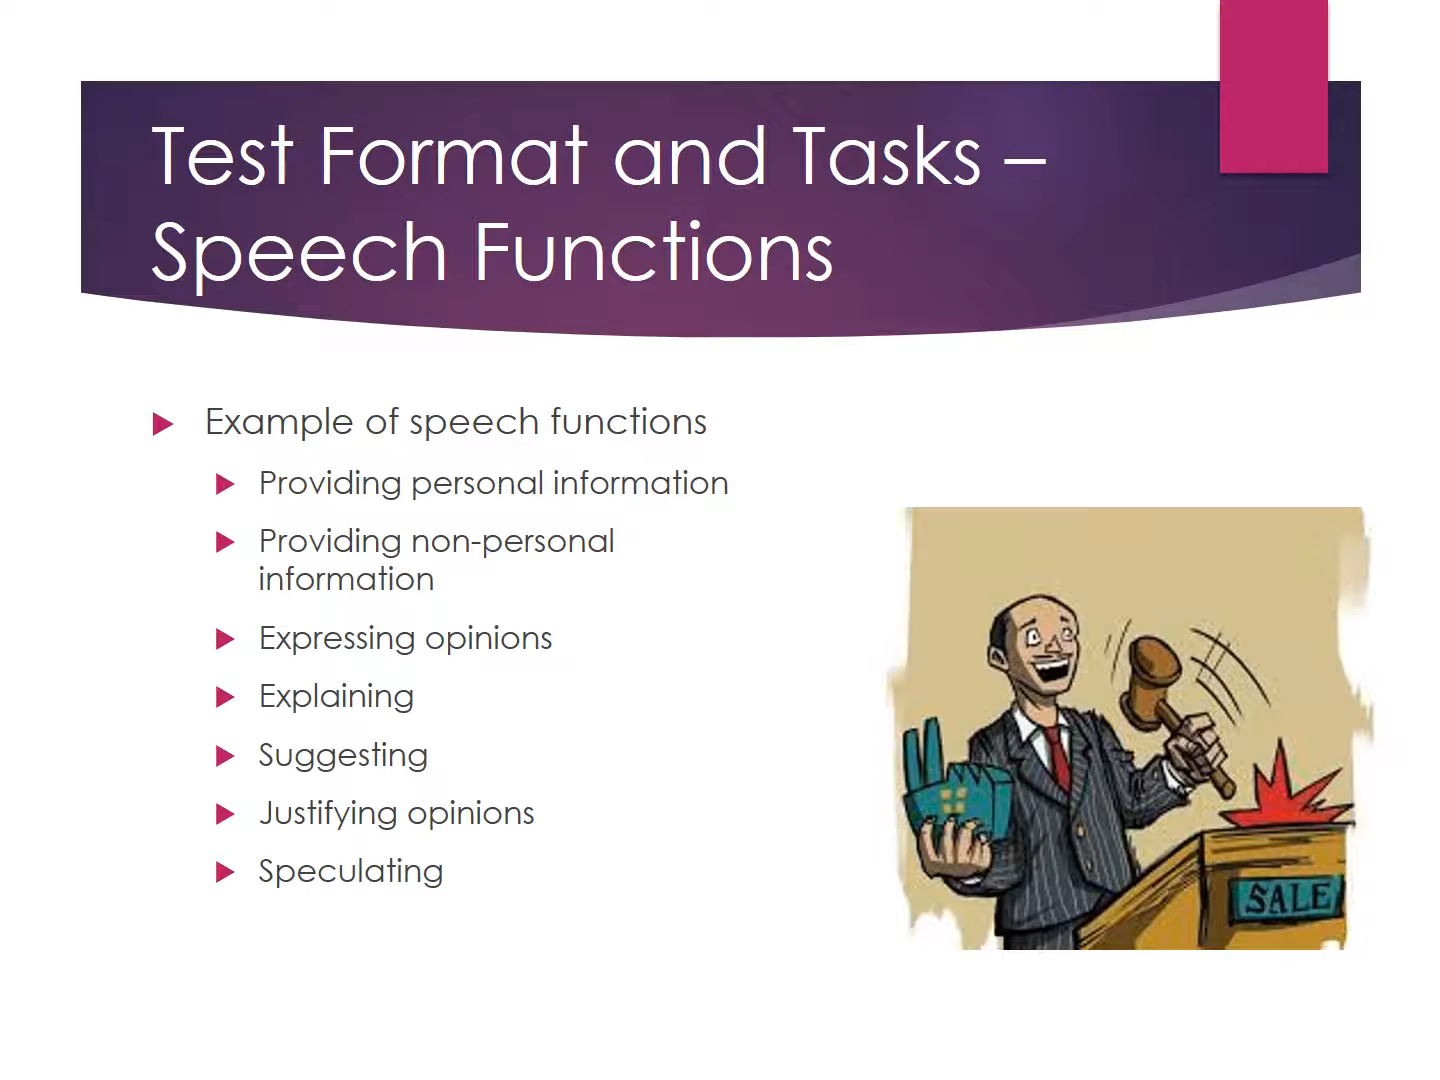 Test Format and Tasks –
Speech Functions
Example of speech functions
Providing personal information
Providing non-personal
information
Expressing opinions
Explaining
Suggesting
Justifying opinions
Speculating
SALE